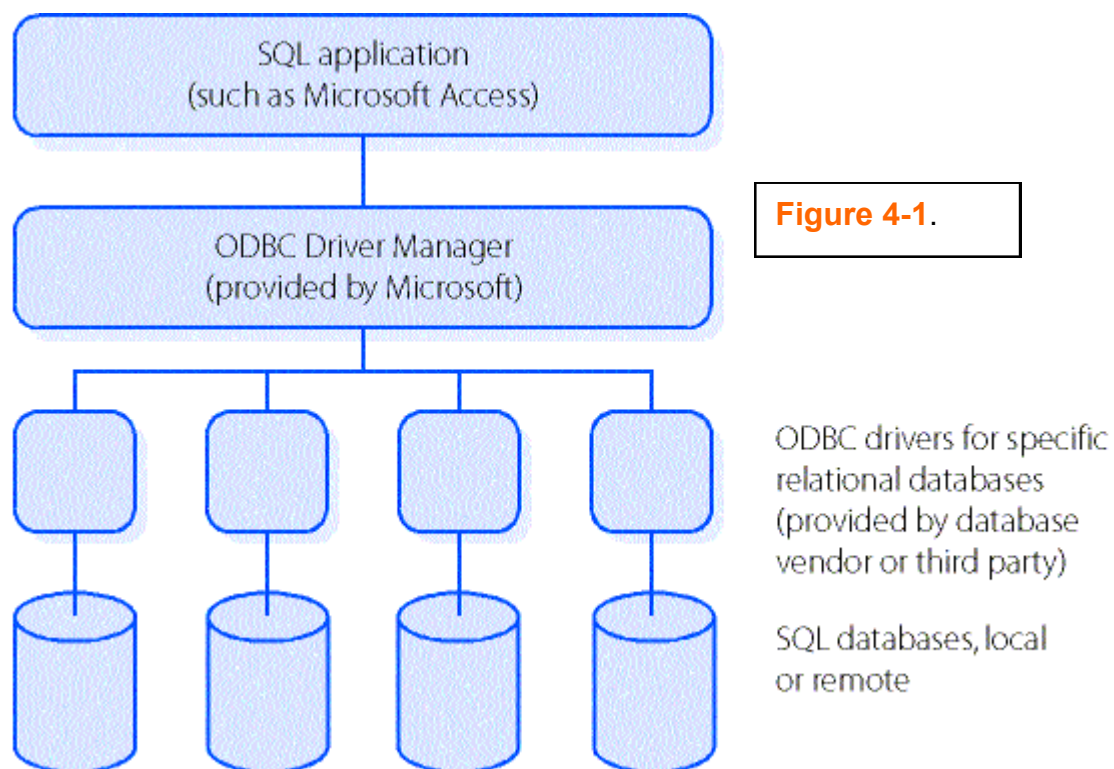 SQL application
(such as Microsoft Access)
Figure 4-1.
ODBC Driver Manager
(provided by Microsoft)
ODBC drivers for specific
relational databases
(provided by database
vendor or third party)
SQL databases, local
or remote